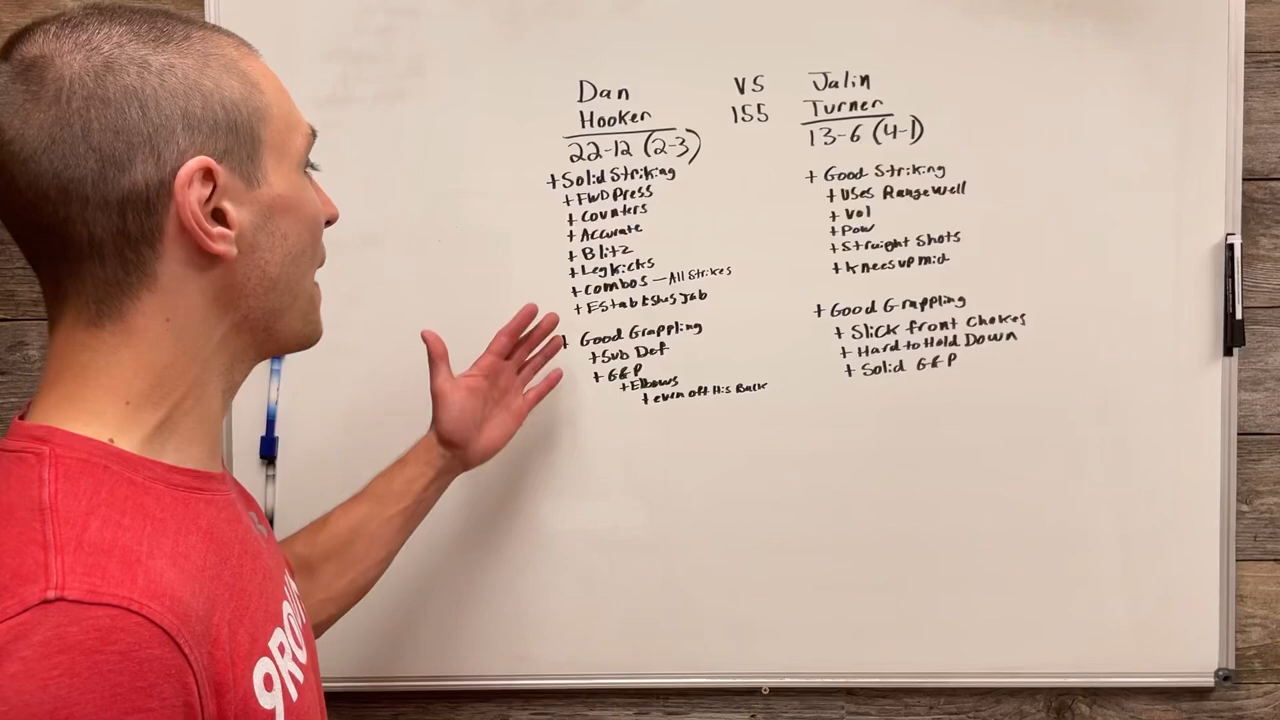 Dan VS Jalin
Hooker 155 Turner
22-12 (2-3)
+Solid Striking
+FWD Press
+Counters
+Accurate
+Blitz
+Legkicks
+Combos — All Strikes
+Establishes Jab
+ Good Grappling
+Sub Def
+G&P
+Elbows
+even off His Back
13-6 (4-1)
+ Good Striking
+Uses Range Well
+Vol
+Pow
+Straight Shots
+Knees up mid
+ Good Grappling
+ Slick front Chokes
+ Hard to Hold Down
+ Solid G&P
9ROU